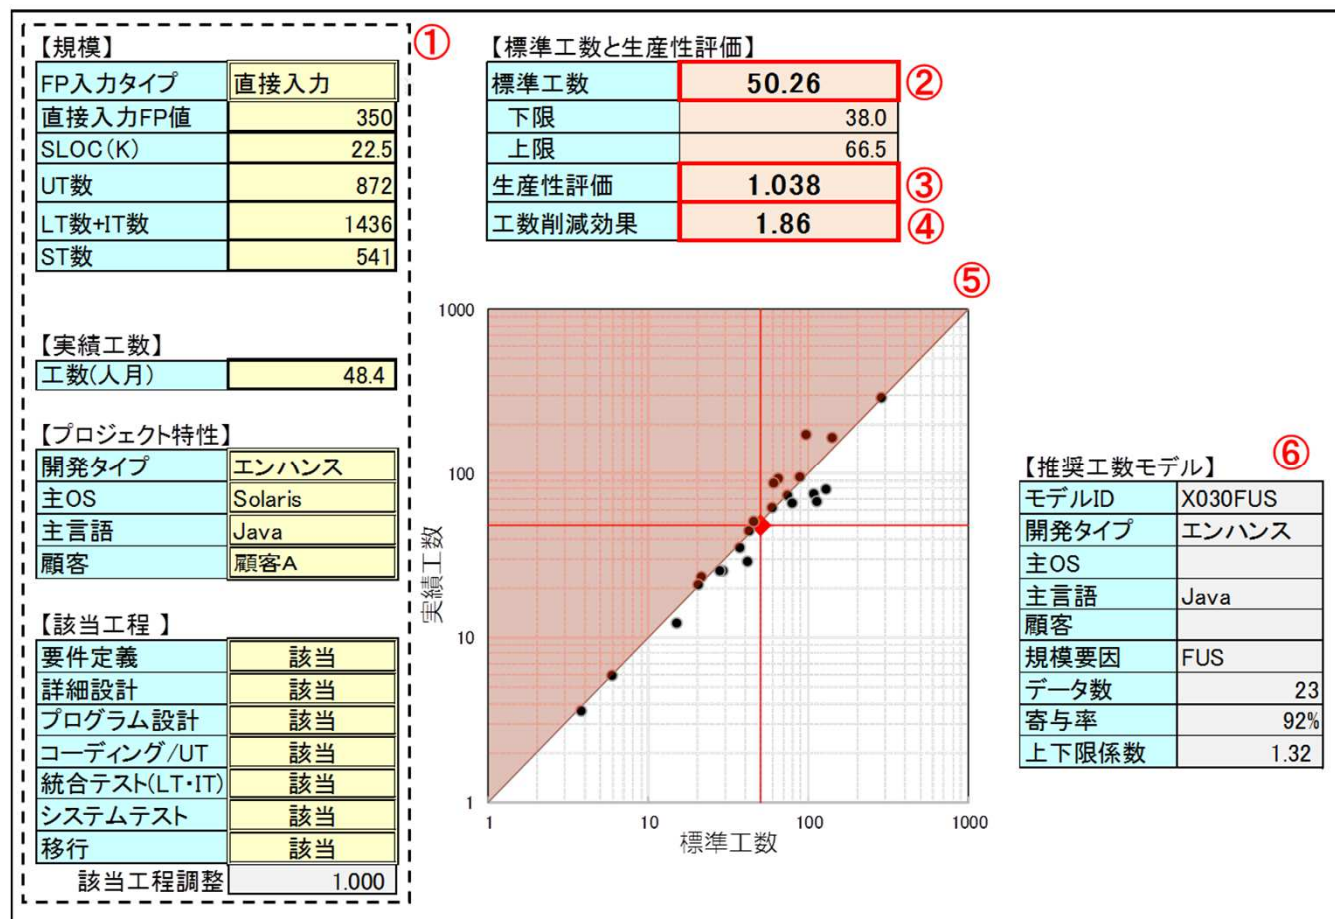 【規模】
①
FP入力タイプ 直接入力
直接入力FP値 350
SLOC(K) 22.5
UT数 872
LT数+IT数 1436
ST数 541
【実績工数】
工数(人月) 48.4
【プロジェクト特性】
開発タイプ エンハンス
主OS Solaris
主言語 Java
顧客 顧客A
【該当工程 】
要件定義 該当
詳細設計 該当
プログラム設計 該当
コーディング/UT 該当
統合テスト(LT・IT) 該当
システムテスト 該当
移行 該当
該当工程調整 1.000
【標準工数と生産性評価】
標準工数 50.26 ②
下限 38.0
上限 66.5
生産性評価 1.038 ③
工数削減効果 1.86 ④
⑤
1000
100
10
1
実績工数
1 10 100 1000
標準工数
【推奨工数モデル】 ⑥
モデルID X030FUS
開発タイプ エンハンス
主OS
主言語 Java
顧客
規模要因 FUS
データ数 23
寄与率 92%
上下限係数 1.32